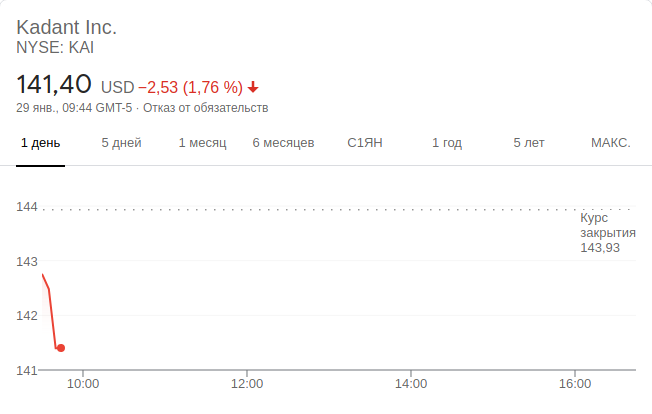 Kadant Inc.
NYSE: KAI
141,40 USD −2,53 (1,76 %)
29 янв., 09:44 GMT-5 · Отказ от обязательств
1 день 5 дней 1 месяц 6 месяцев С1ЯН 1 год 5 лет МАКС.
144
Курс
закрытия
143,93
143
142
141
10:00 12:00 14:00 16:00